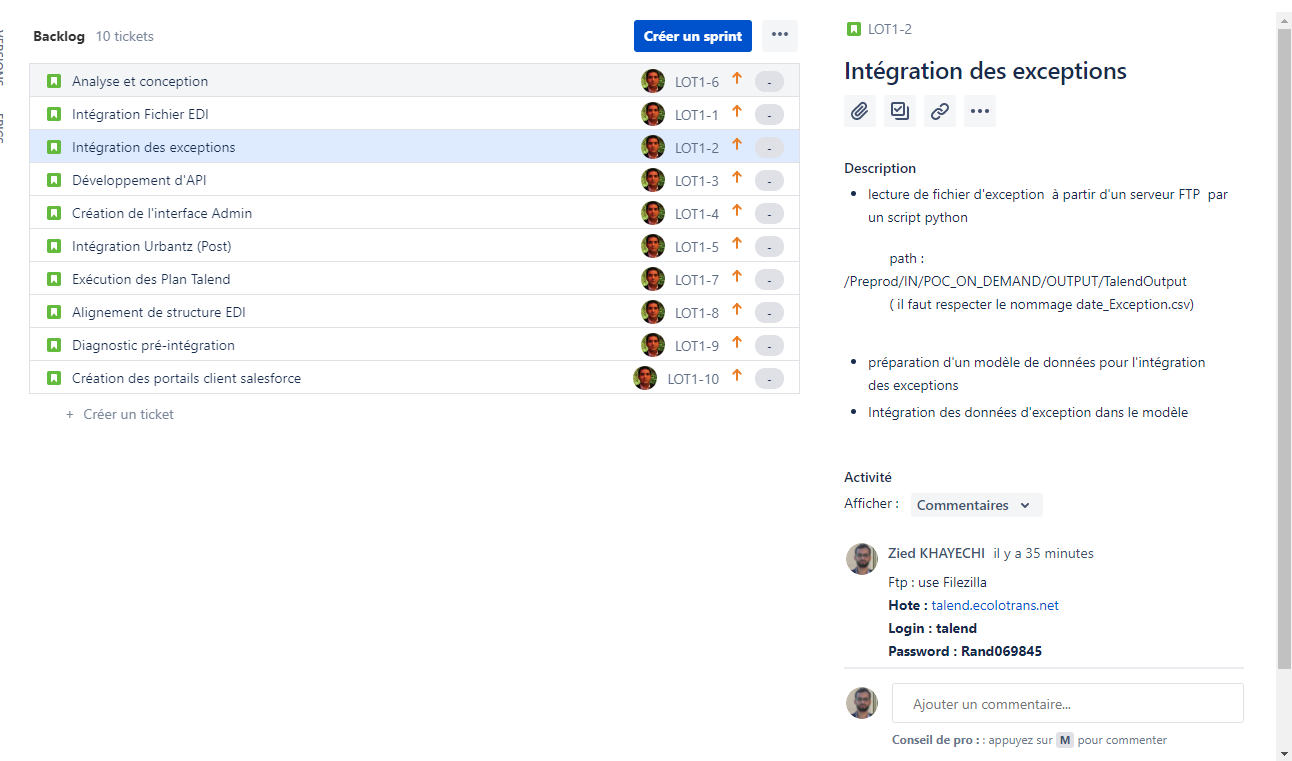 VERSIONS
EPICS
Backlog 10 tickets
Créer un sprint
Analyse et conception LOT1-6 -
Intégration Fichier EDI LOT1-1 -
Intégration des exceptions LOT1-2 -
Développement d'API LOT1-3 -
Création de l'interface Admin LOT1-4 -
Intégration Urbantz (Post) LOT1-5 -
Exécution des Plan Talend LOT1-7 -
Alignement de structure EDI LOT1-8 -
Diagnostic pré-intégration LOT1-9 -
Création des portails client salesforce LOT1-10 -
+ Créer un ticket
LOT1-2
Intégration des exceptions
Description
• lecture de fichier d'exception à partir d'un serveur FTP par
un script python
path :
/Preprod/IN/POC_ON_DEMAND/OUTPUT/TalendOutput
( il faut respecter le nommage date_Exception.csv)
• préparation d'un modèle de données pour l'intégration
des exceptions
• Intégration des données d'exception dans le modèle
Activité
Afficher : Commentaires
Zied KHAYECHI il y a 35 minutes
Ftp : use Filezilla
Hote : talend.ecolotrans.net
Login : talend
Password : Rand069845
Ajouter un commentaire...
Conseil de pro : : appuyez sur M pour commenter